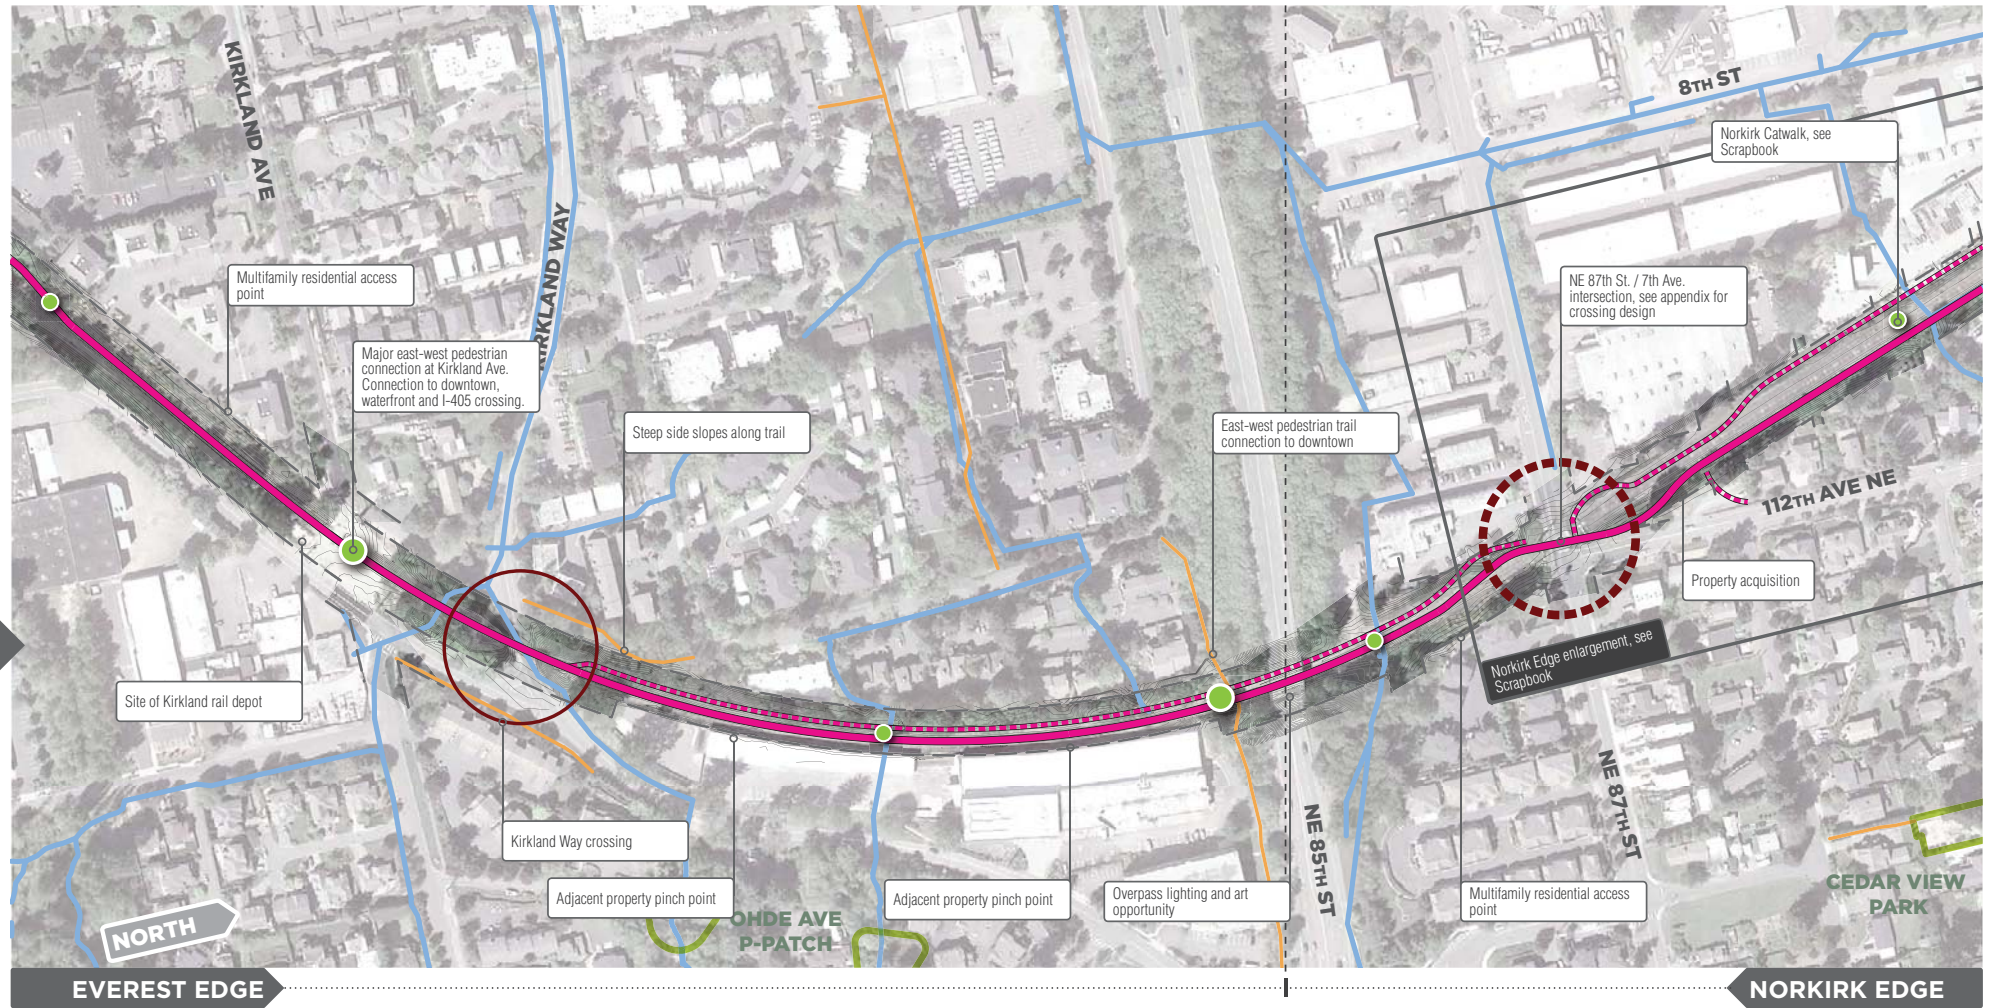 KIRKLAND AVE
KIRKLAND WAY
8TH ST
Norkirk Catwalk, see
Scrapbook
Multifamily residential access
point
NE 87th St. / 7th Ave.
intersection, see appendix for
crossing design
Major east-west pedestrian
connection at Kirkland Ave.
Connection to downtown,
waterfront and I-405 crossing.
Steep side slopes along trail
East-west pedestrian trail
connection to downtown
112TH AVE NE
Property acquisition
Norkirk Edge enlargement, see
Scrapbook
Site of Kirkland rail depot
Kirkland Way crossing
NE 87TH ST
NE 85TH ST
Adjacent property pinch point
Adjacent property pinch point
Overpass lighting and art
opportunity
Multifamily residential access
point
CEDAR VIEW
PARK
OHDE AVE
P-PATCH
NORTH
EVEREST EDGE
NORKIRK EDGE